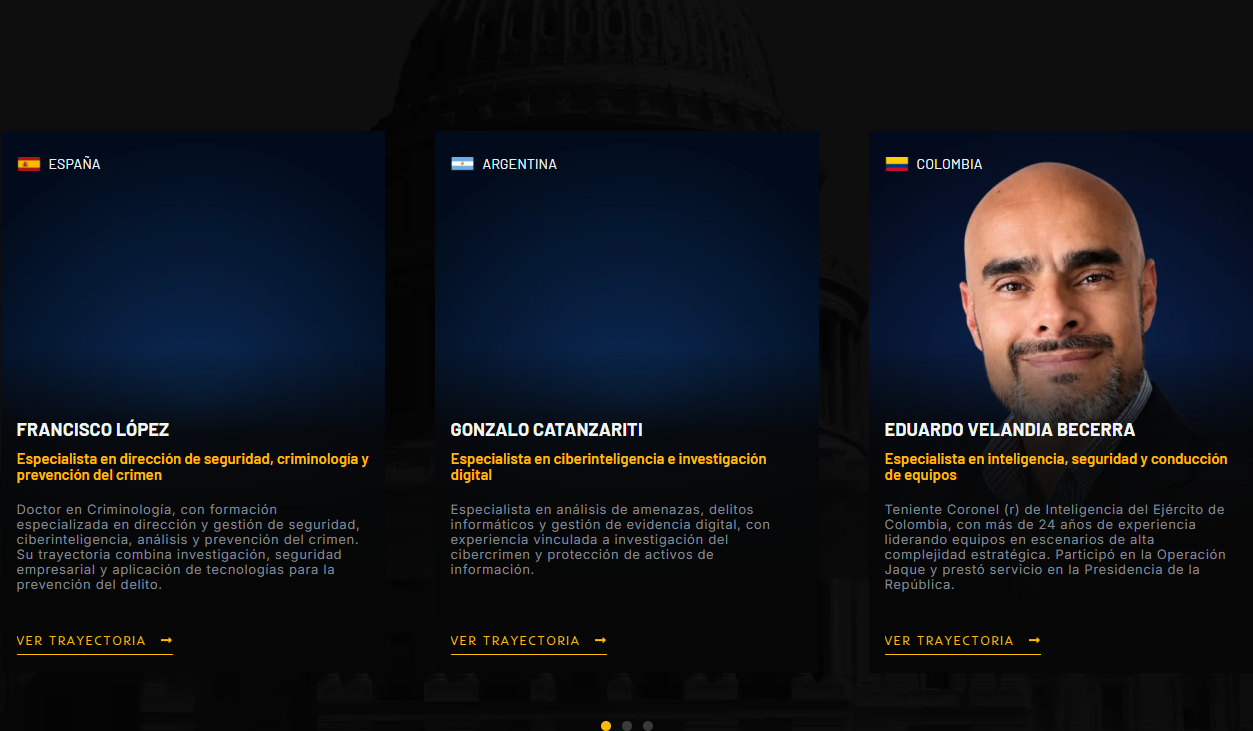 ESPAÑA
FRANCISCO LÓPEZ
Especialista en dirección de seguridad, criminología y
prevención del crimen
Doctor en Criminología, con formación
especializada en dirección y gestión de seguridad,
ciberinteligencia, análisis y prevención del crimen.
Su trayectoria combina investigación, seguridad
empresarial y aplicación de tecnologías para la
prevención del delito.
VER TRAYECTORIA
ARGENTINA
GONZALO CATANZARITI
Especialista en ciberinteligencia e investigación
digital
Especialista en análisis de amenazas, delitos
informáticos y gestión de evidencia digital, con
experiencia vinculada a investigación del
cibercrimen y protección de activos de
información.
VER TRAYECTORIA
COLOMBIA
EDUARDO VELANDIA BECERRA
Especialista en inteligencia, seguridad y conducción
de equipos
Teniente Coronel (r) de Inteligencia del Ejército de
Colombia, con más de 24 años de experiencia
liderando equipos en escenarios de alta
complejidad estratégica. Participó en la Operación
Jaque y prestó servicio en la Presidencia de la
República.
VER TRAYECTORIA